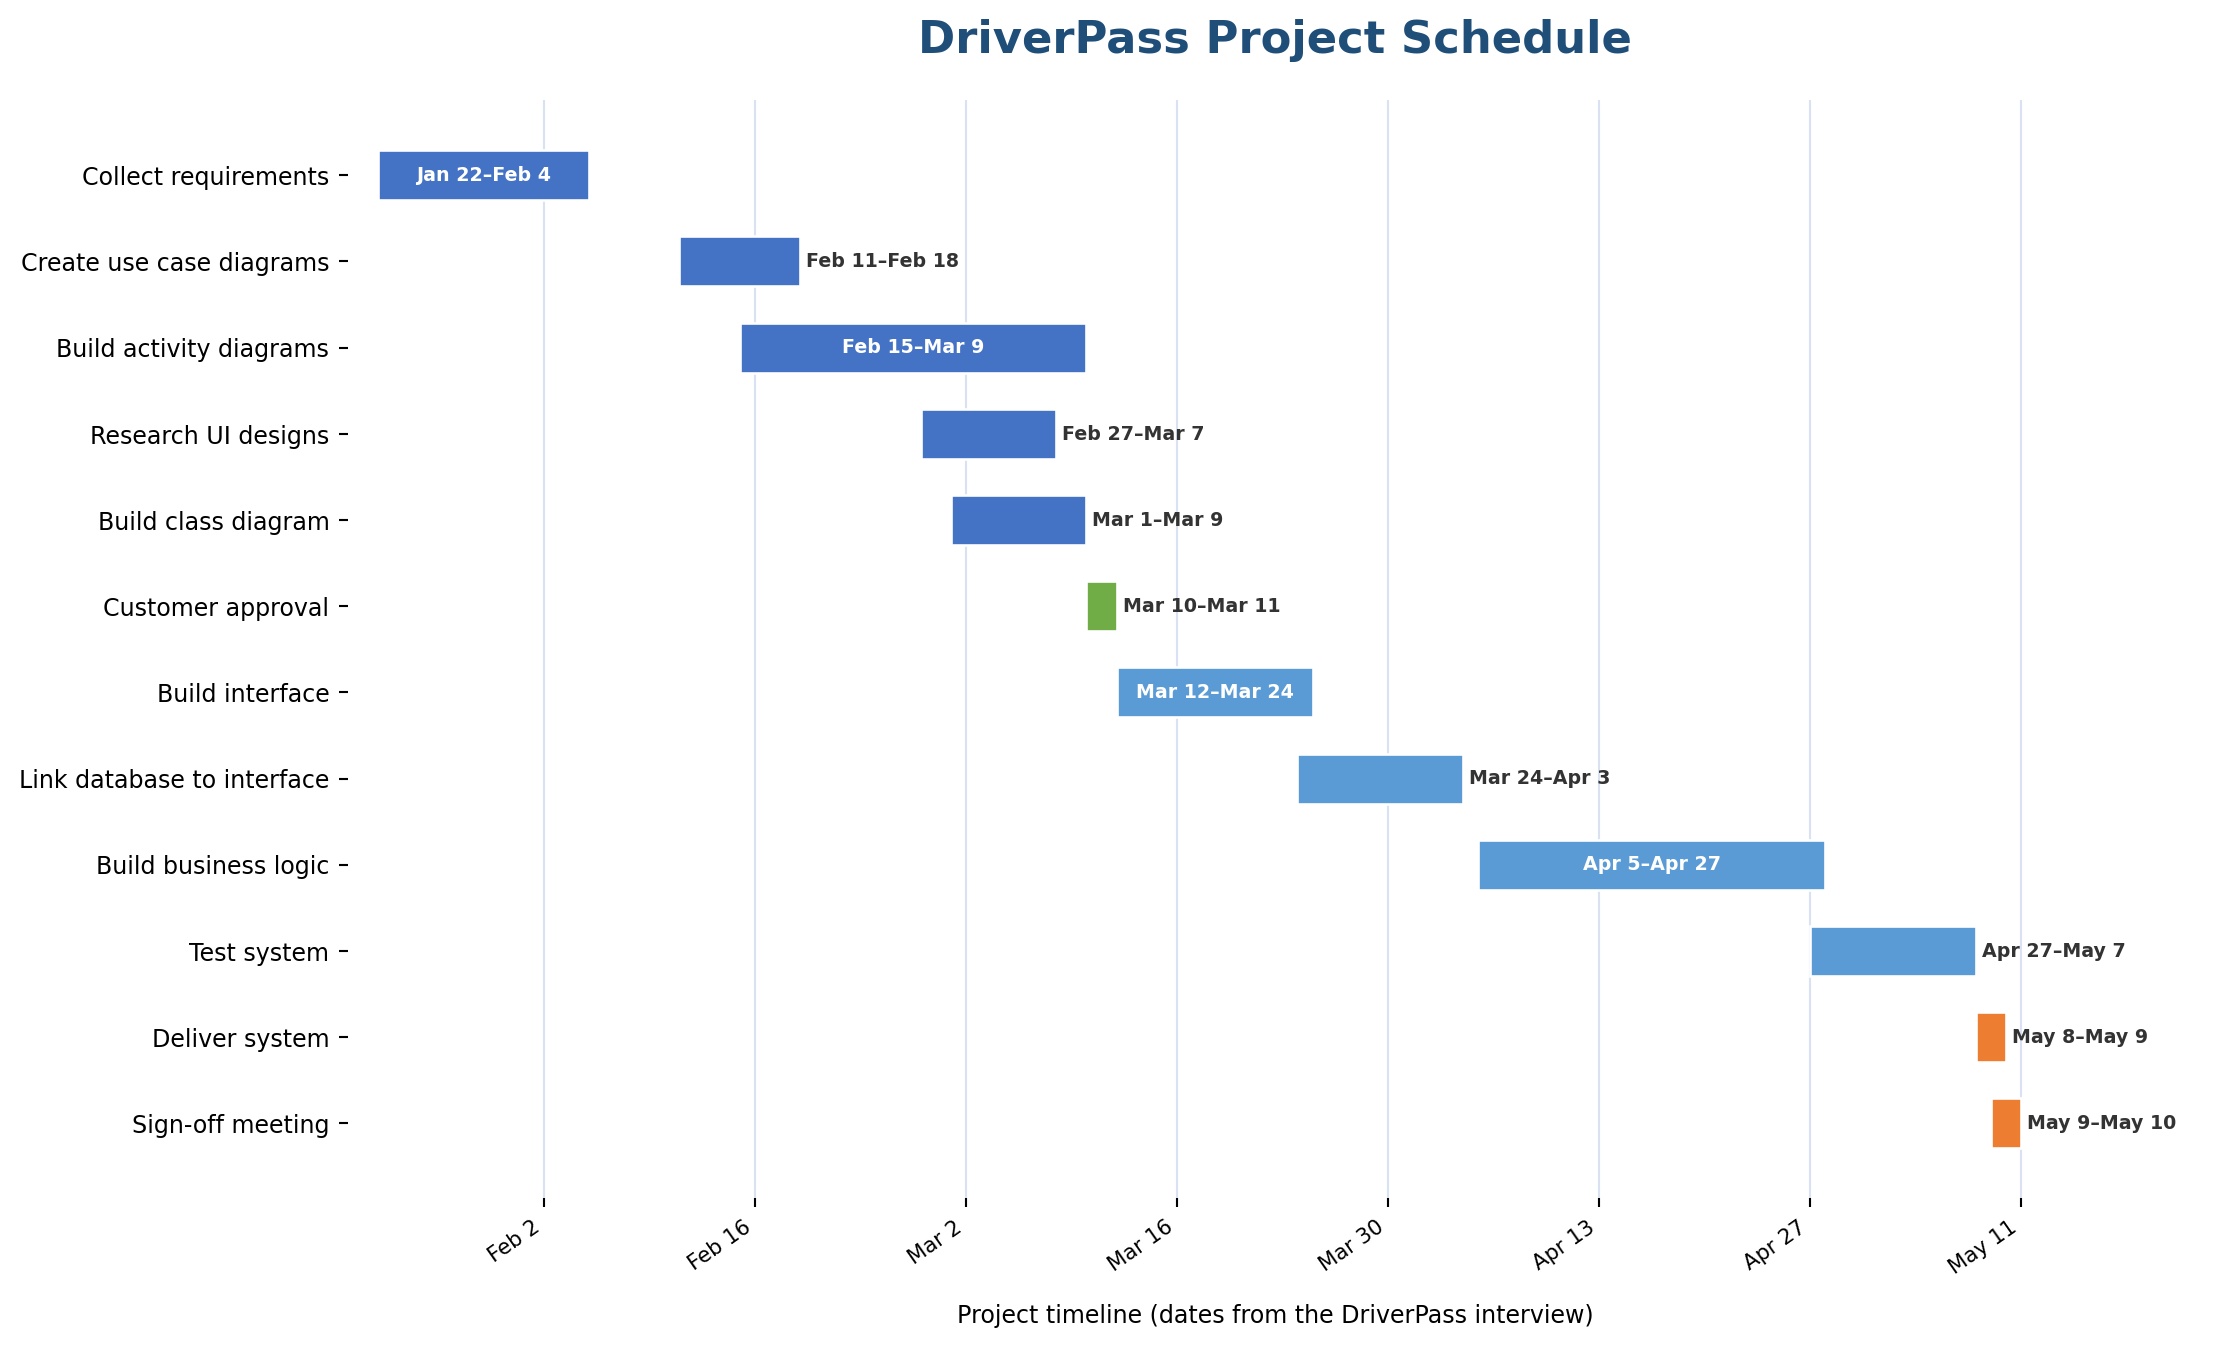 DriverPass Project Schedule
Collect requirements
Jan 22–Feb 4
Create use case diagrams
Feb 11–Feb 18
Build activity diagrams
Feb 15–Mar 9
Research UI designs
Feb 27–Mar 7
Build class diagram
Mar 1–Mar 9
Customer approval
Mar 10–Mar 11
Build interface
Mar 12–Mar 24
Link database to interface
Mar 24–Apr 3
Build business logic
Apr 5–Apr 27
Test system
Apr 27–May 7
Deliver system
May 8–May 9
Sign-off meeting
May 9–May 10
Feb 2
Feb 16
Mar 2
Mar 16
Mar 30
Apr 13
Apr 27
May 11
Project timeline (dates from the DriverPass interview)